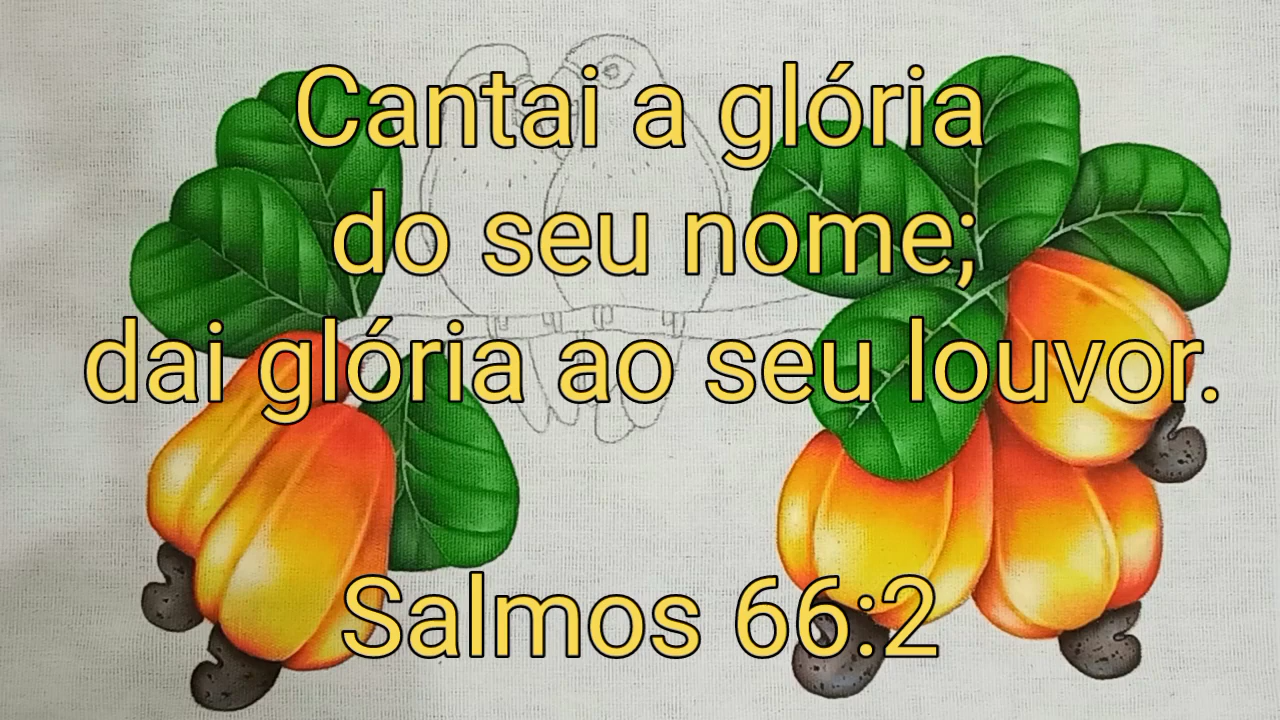 Cantai a glória
do seu nome;
dai glória ao seu louvor.
Salmos 66:2